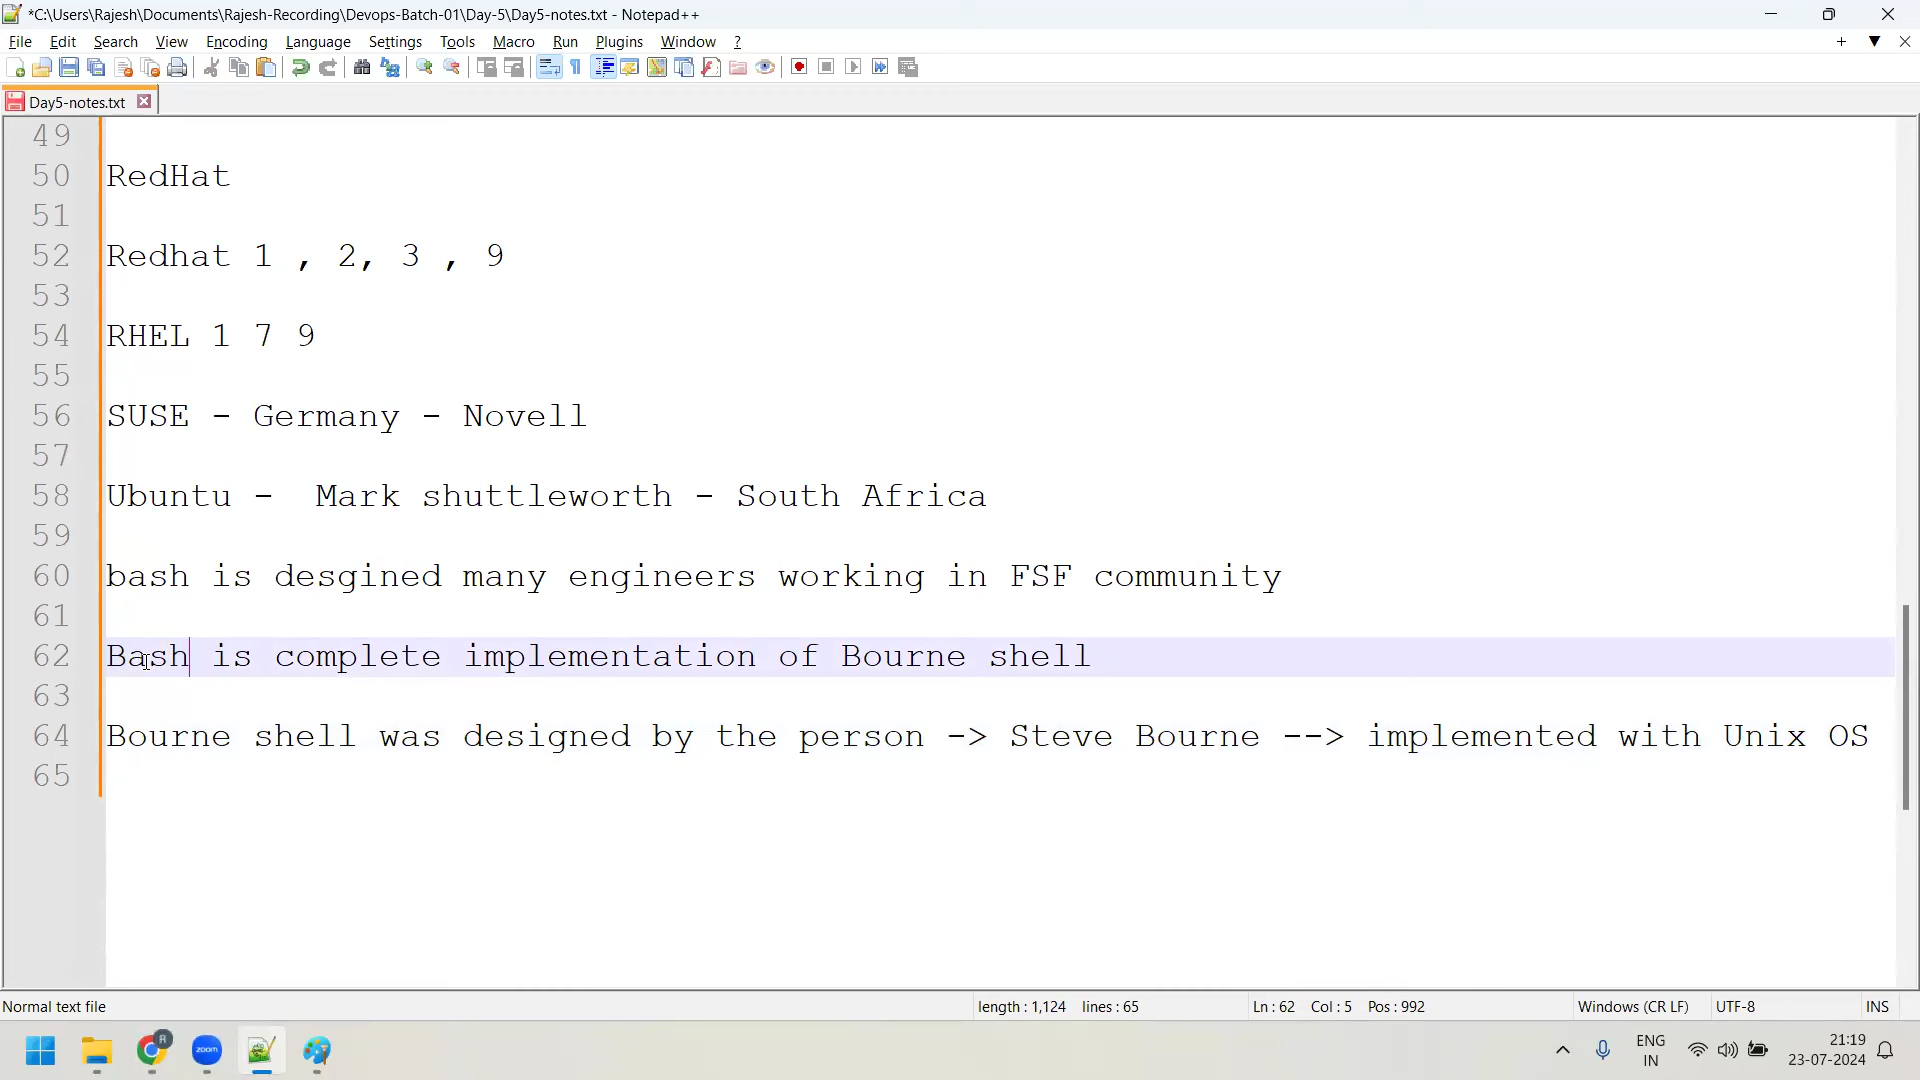 *C:\Users\Rajesh\Documents\Rajesh-Recording\Devops-Batch-01\Day-5\Day5-notes.txt - Notepad++
File Edit Search View Encoding Language Settings Tools Macro Run Plugins Window ?
Day5-notes.txt
49
50 RedHat
51
52 Redhat 1 , 2, 3 , 9
53
54 RHEL 1 7 9
55
56 SUSE - Germany - Novell
57
58 Ubuntu -  Mark shuttleworth - South Africa
59
60 bash is desgined many engineers working in FSF community
61
62 Bash is complete implementation of Bourne shell
63
64 Bourne shell was designed by the person -> Steve Bourne --> implemented with Unix OS
65
Normal text file length : 1,124 lines : 65 Ln : 62 Col : 5 Pos : 992 Windows (CR LF) UTF-8 INS
R zoom ENG 21:19
IN 23-07-2024